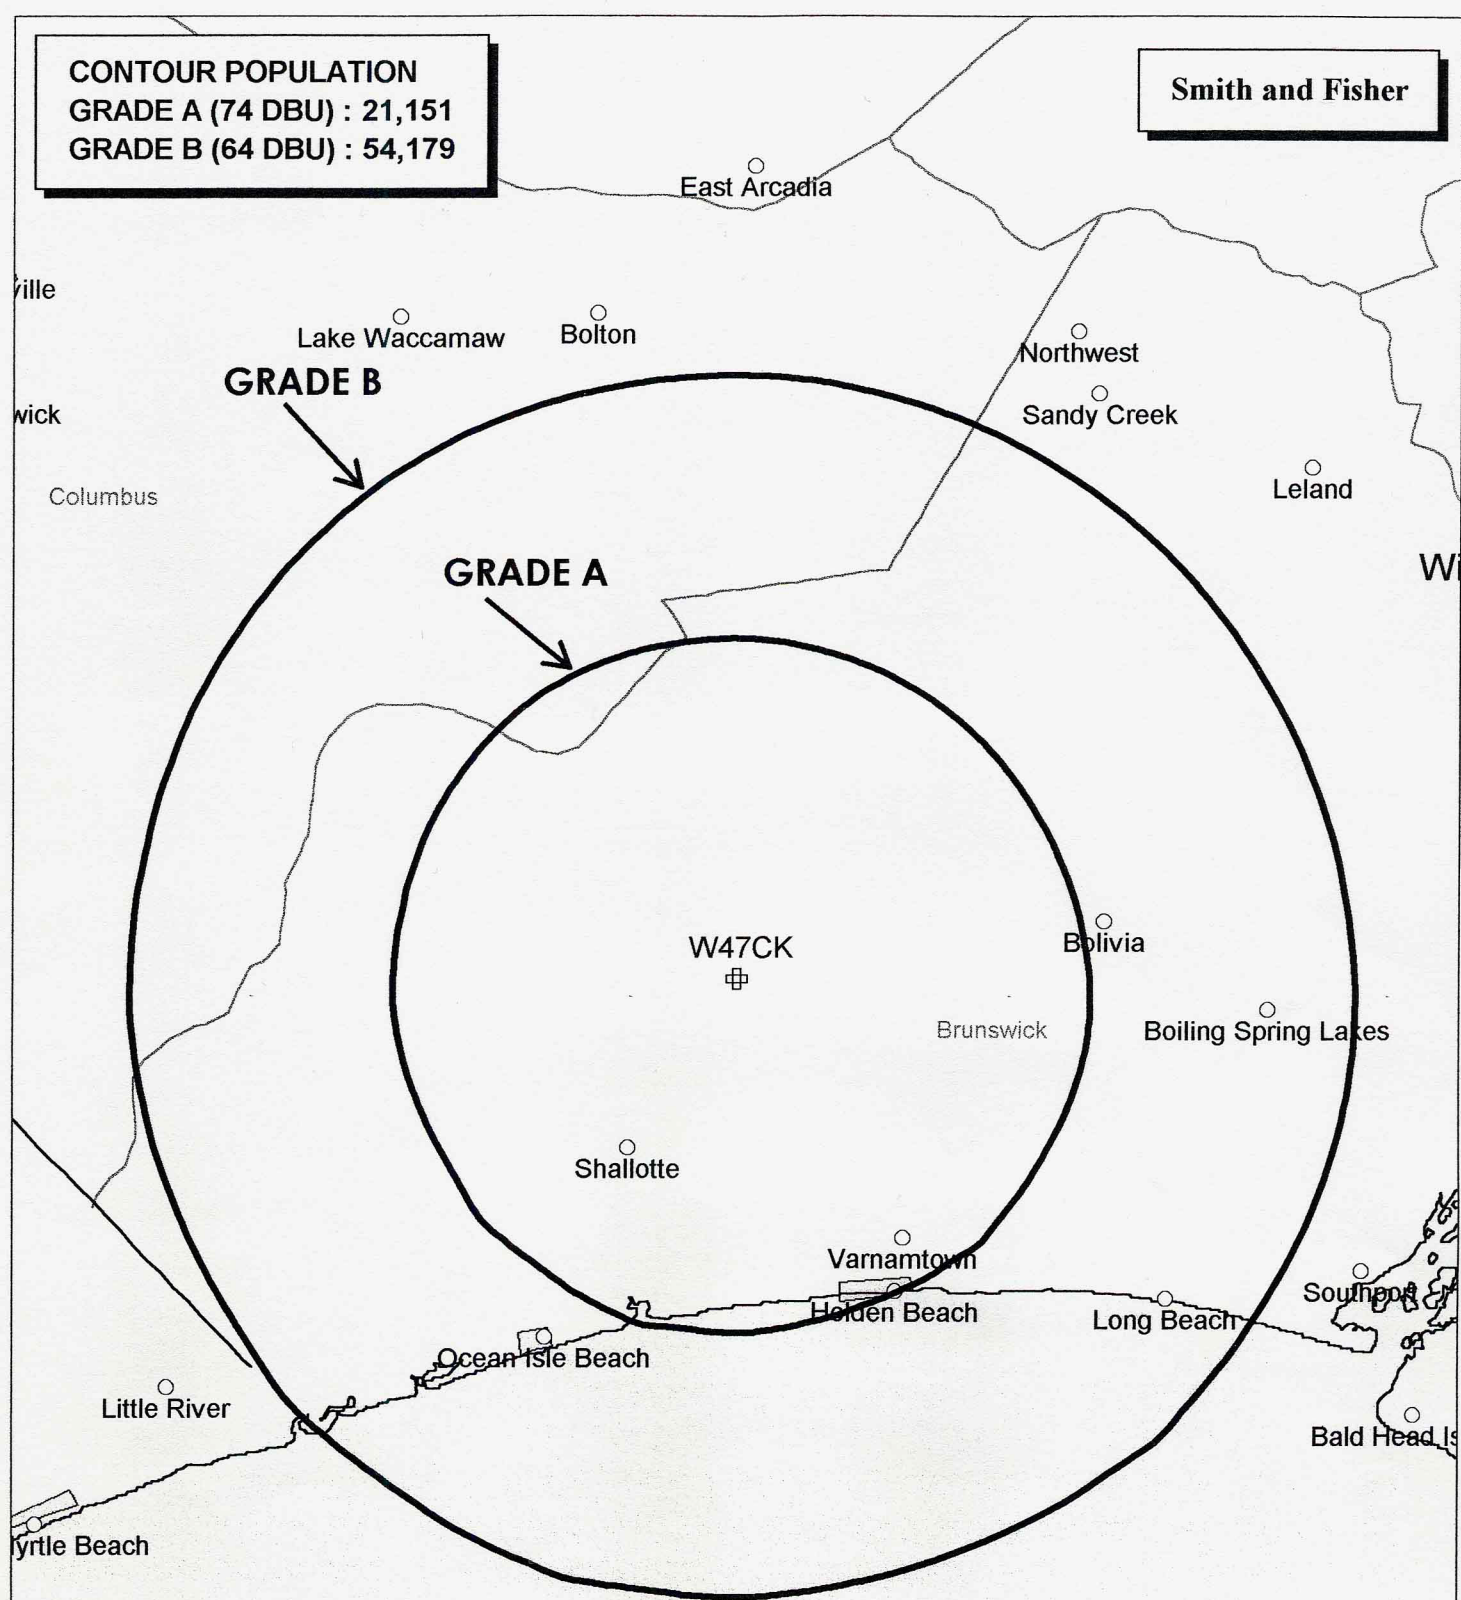 CONTOUR POPULATION
GRADE A (74 DBU) : 21,151
GRADE B (64 DBU) : 54,179
Smith and Fisher
East Arcadia
ville
Lake Waccamaw
Bolton
Northwest
GRADE B
wick
Sandy Creek
Columbus
Leland
GRADE A
Wi
W47CK
Bolivia
Brunswick
Boiling Spring Lakes
Shallotte
Varnamtown
Southport
Holden Beach
Long Beach
Ocean Isle Beach
Little River
Bald Head Is
yrtle Beach